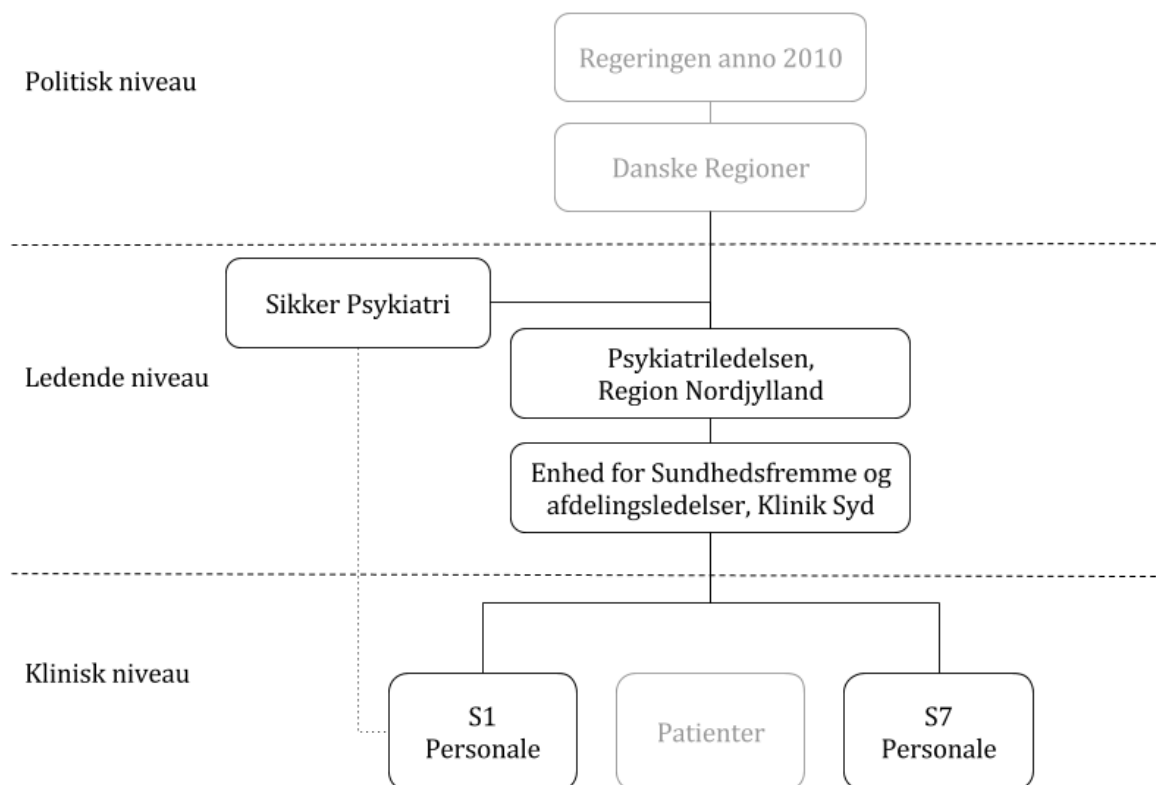 Regeringen anno 2010
Politisk niveau
Danske Regioner
Sikker Psykiatri
Psykiatriledelsen,
Region Nordjylland
Ledende niveau
Enhed for Sundhedsfremme og
afdelingsledelser, Klinik Syd
Klinisk niveau
S1
Personale
Patienter
S7
Personale